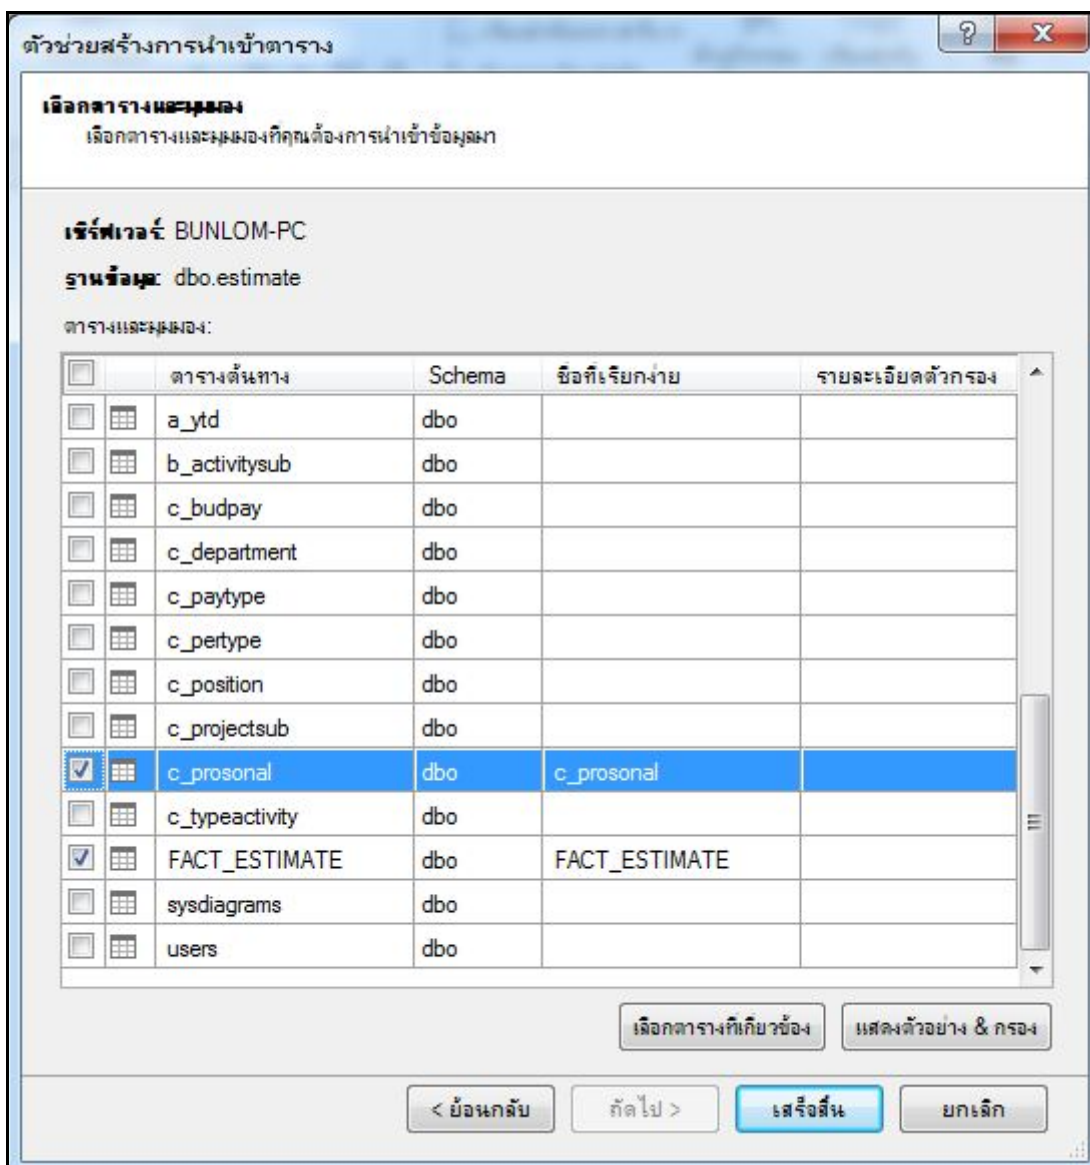 ตัวช่วยสร้างการนำเข้าตาราง
เลือกตารางและมุมมอง
เลือกตารางและมุมมองที่คุณต้องการนำเข้าข้อมูลมา
เซิร์ฟเวอร์: BUNLOM-PC
ฐานข้อมูล: dbo.estimate
ตารางและมุมมอง:
ตารางต้นทาง Schema ชื่อที่เรียกง่าย รายละเอียดตัวกรอง
a_ytd dbo
b_activitysub dbo
c_budpay dbo
c_department dbo
c_paytype dbo
c_pertype dbo
c_position dbo
c_projectsub dbo
c_prosonal dbo c_prosonal
c_typeactivity dbo
FACT_ESTIMATE dbo FACT_ESTIMATE
sysdiagrams dbo
users dbo
เลือกตารางที่เกี่ยวข้อง แสดงตัวอย่าง & กรอง
< ย้อนกลับ ถัดไป > เสร็จสิ้น ยกเลิก